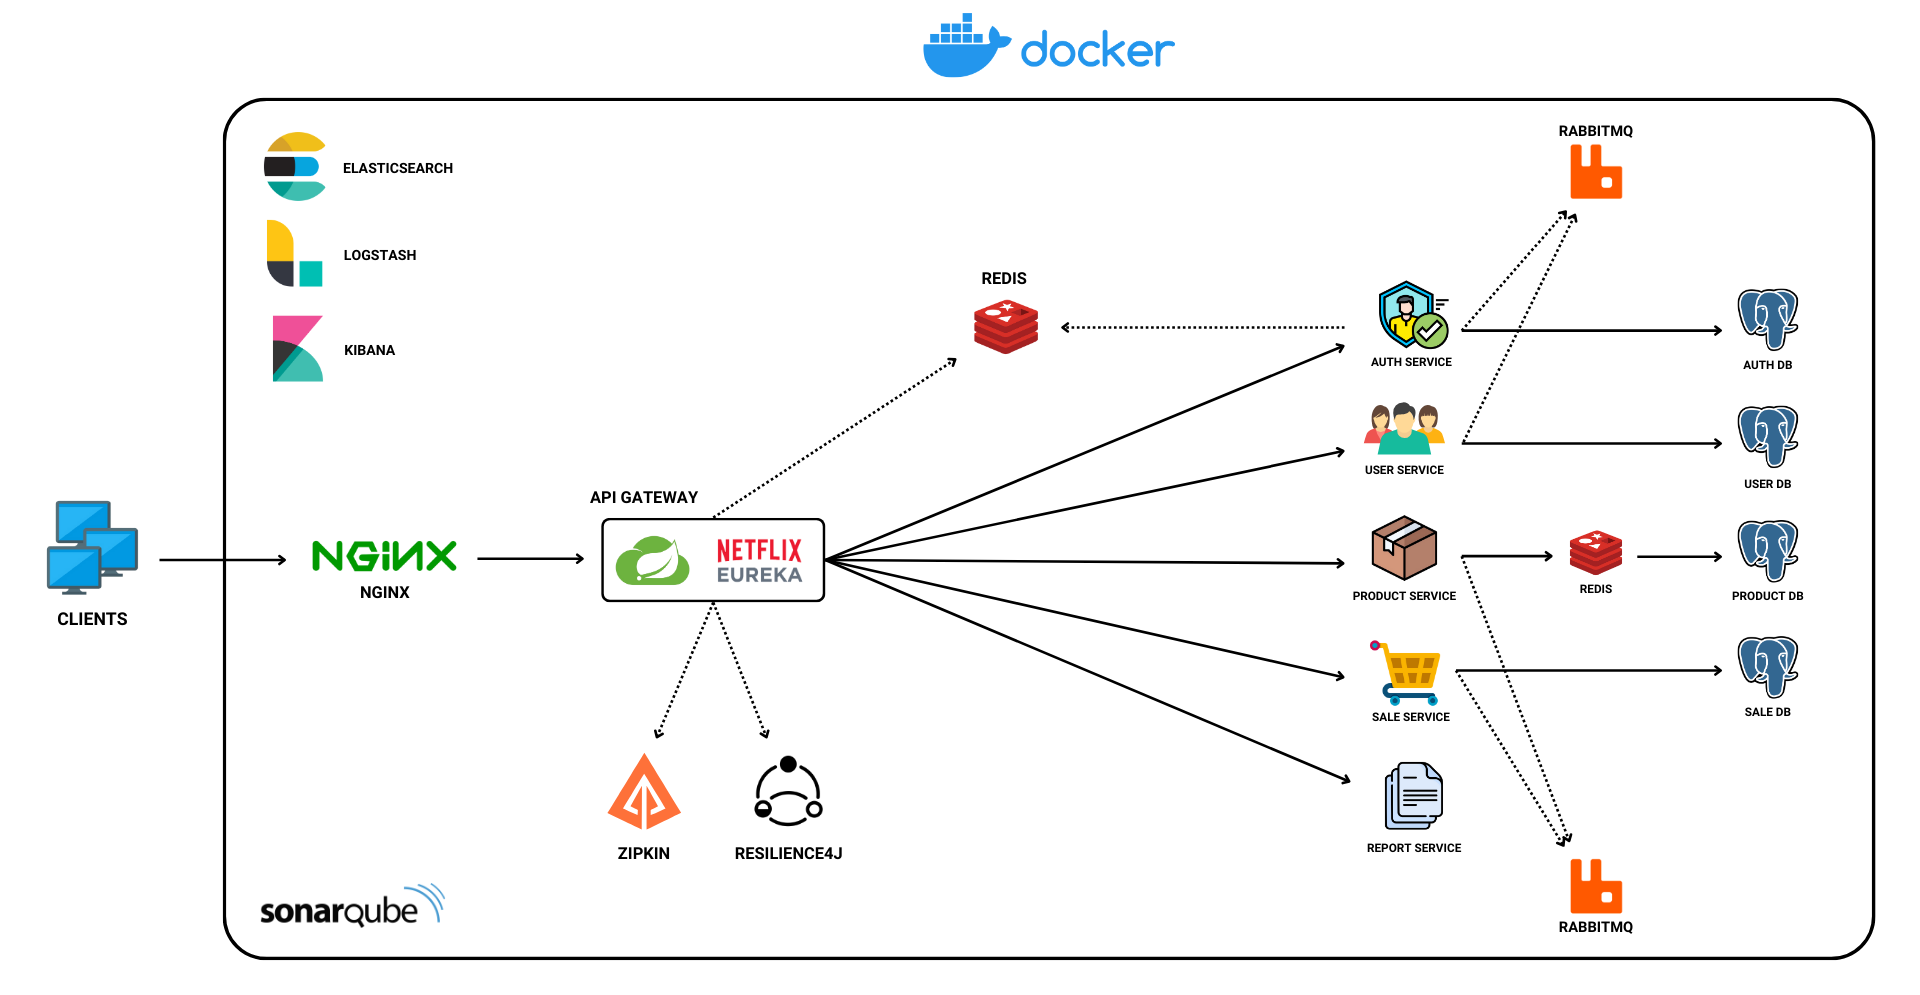 docker
ELASTICSEARCH
LOGSTASH
KIBANA
RABBITMQ
REDIS
AUTH SERVICE
AUTH DB
USER SERVICE
USER DB
API GATEWAY
NETFLIX
EUREKA
CLIENTS
NGINX
NGINX
PRODUCT SERVICE
REDIS
PRODUCT DB
SALE SERVICE
SALE DB
ZIPKIN
RESILIENCE4J
REPORT SERVICE
sonarqube
RABBITMQ